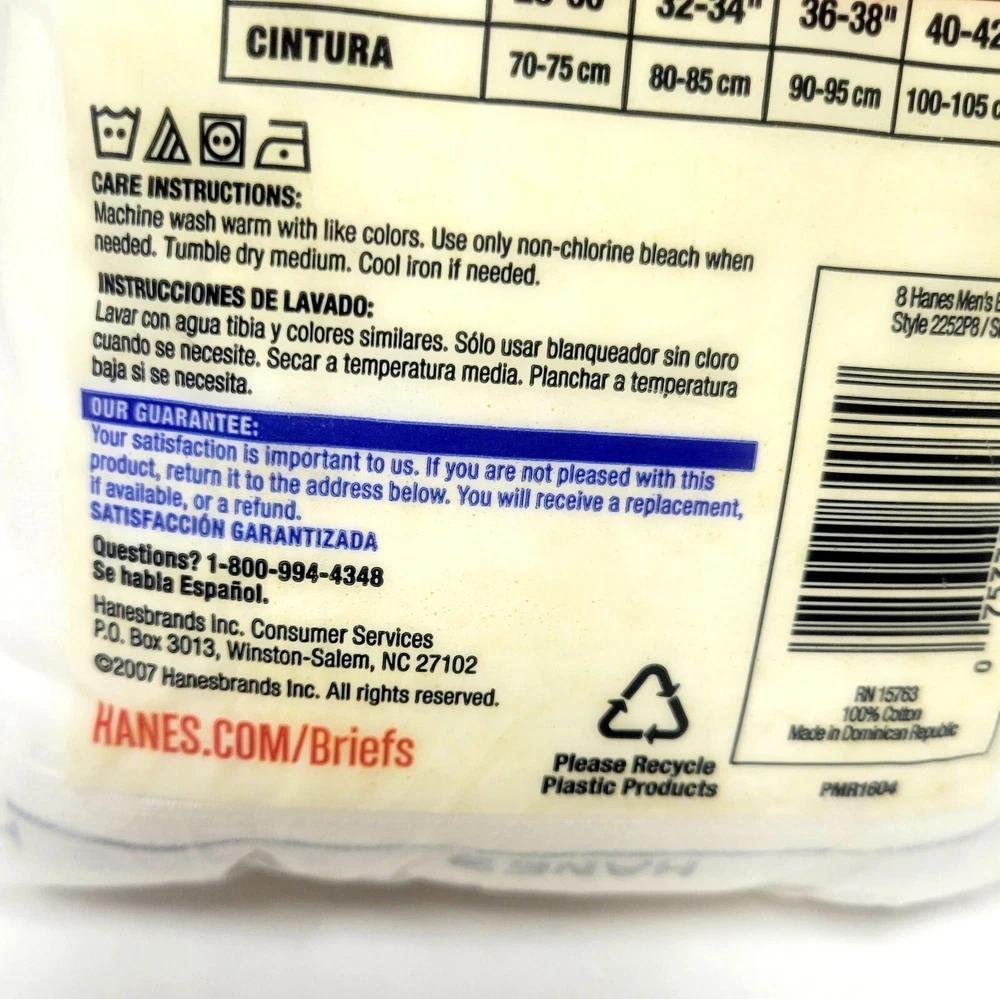 32-34" 36-38" 40-42
CINTURA 70-75 cm 80-85 cm 90-95 cm 100-105 c
CARE INSTRUCTIONS:
Machine wash warm with like colors. Use only non-chlorine bleach when
needed. Tumble dry medium. Cool iron if needed.
INSTRUCCIONES DE LAVADO:
Lavar con agua tibia y colores similares. Sólo usar blanqueador sin cloro
cuando se necesite. Secar a temperatura media. Planchar a temperatura
baja si se necesita.
OUR GUARANTEE:
Your satisfaction is important to us. If you are not pleased with this
product, return it to the address below. You will receive a replacement,
if available, or a refund.
SATISFACCIÓN GARANTIZADA
Questions? 1-800-994-4348
Se habla Español.
Hanesbrands Inc. Consumer Services
P.O. Box 3013, Winston-Salem, NC 27102
©2007 Hanesbrands Inc. All rights reserved.
HANES.COM/Briefs
Please Recycle
Plastic Products
8 Hanes Men's
Style 2252P8 / S
0 757
RN 15763
100% Cotton
Made in Dominican Republic
PMR1604
HANES